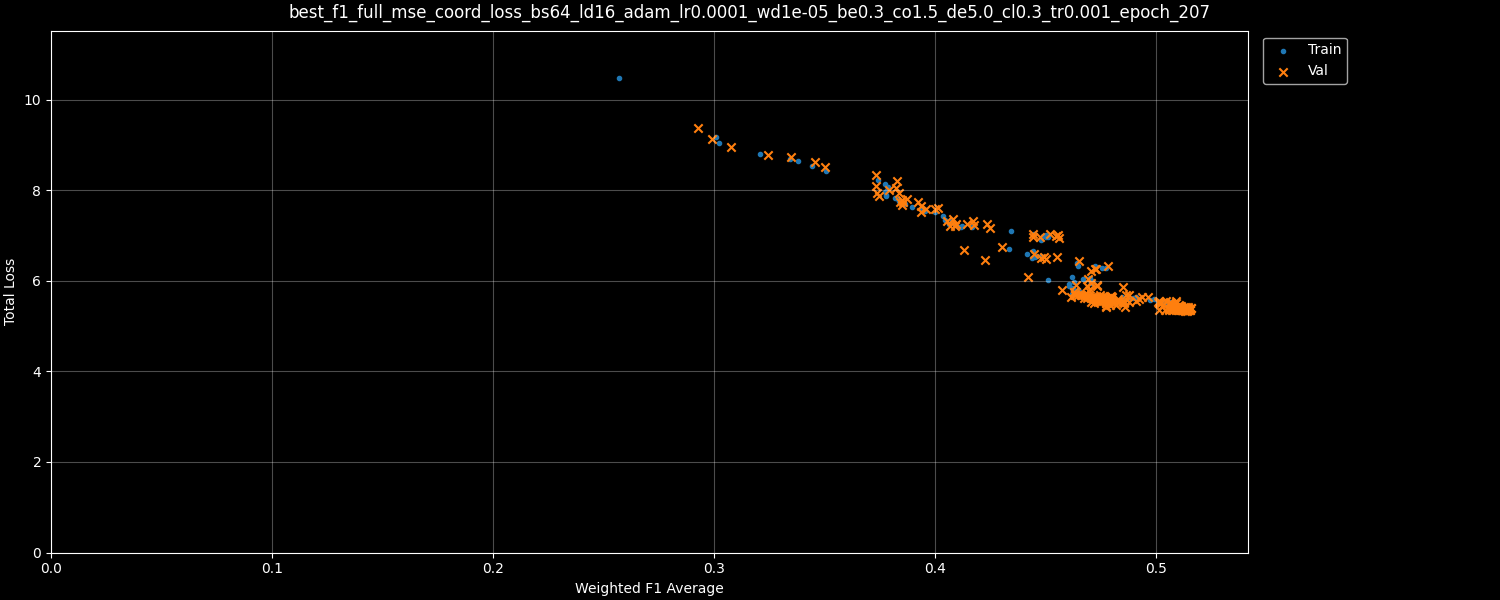 best_f1_full_mse_coord_loss_bs64_ld16_adam_lr0.0001_wd1e-05_be0.3_co1.5_de5.0_cl0.3_tr0.001_epoch_207
Train
Val
10
8
6
4
2
0
Total Loss
0.0 0.1 0.2 0.3 0.4 0.5
Weighted F1 Average